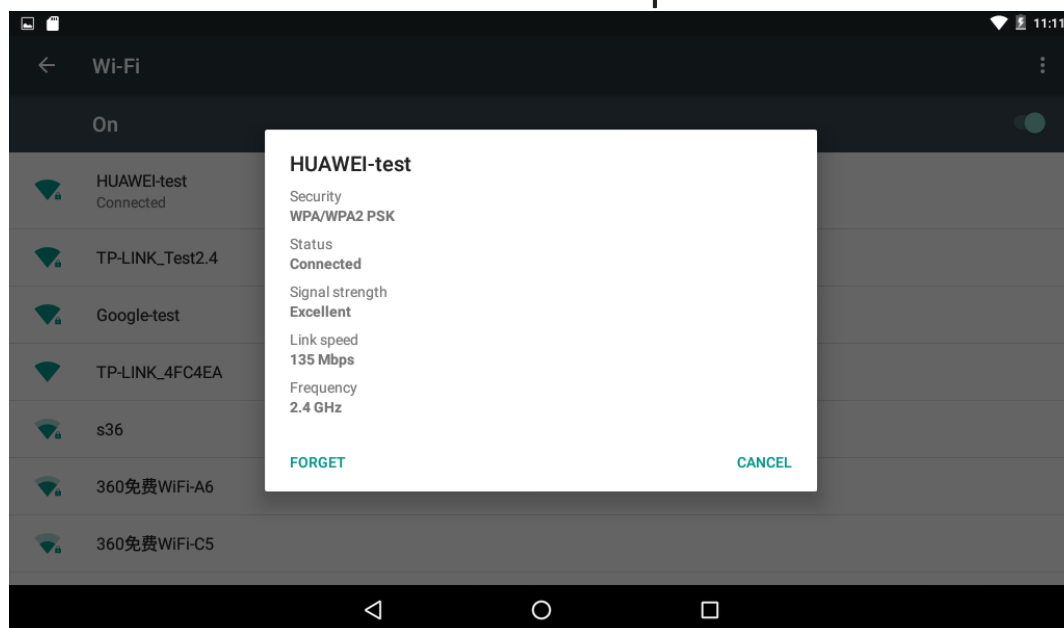 11:11
Wi-Fi
On
HUAWEI-test
Connected
TP-LINK_Test2.4
Google-test
TP-LINK_4FC4EA
s36
360免费WiFi-A6
360免费WiFi-C5
HUAWEI-test
Security
WPA/WPA2 PSK
Status
Connected
Signal strength
Excellent
Link speed
135 Mbps
Frequency
2.4 GHz
FORGET
CANCEL